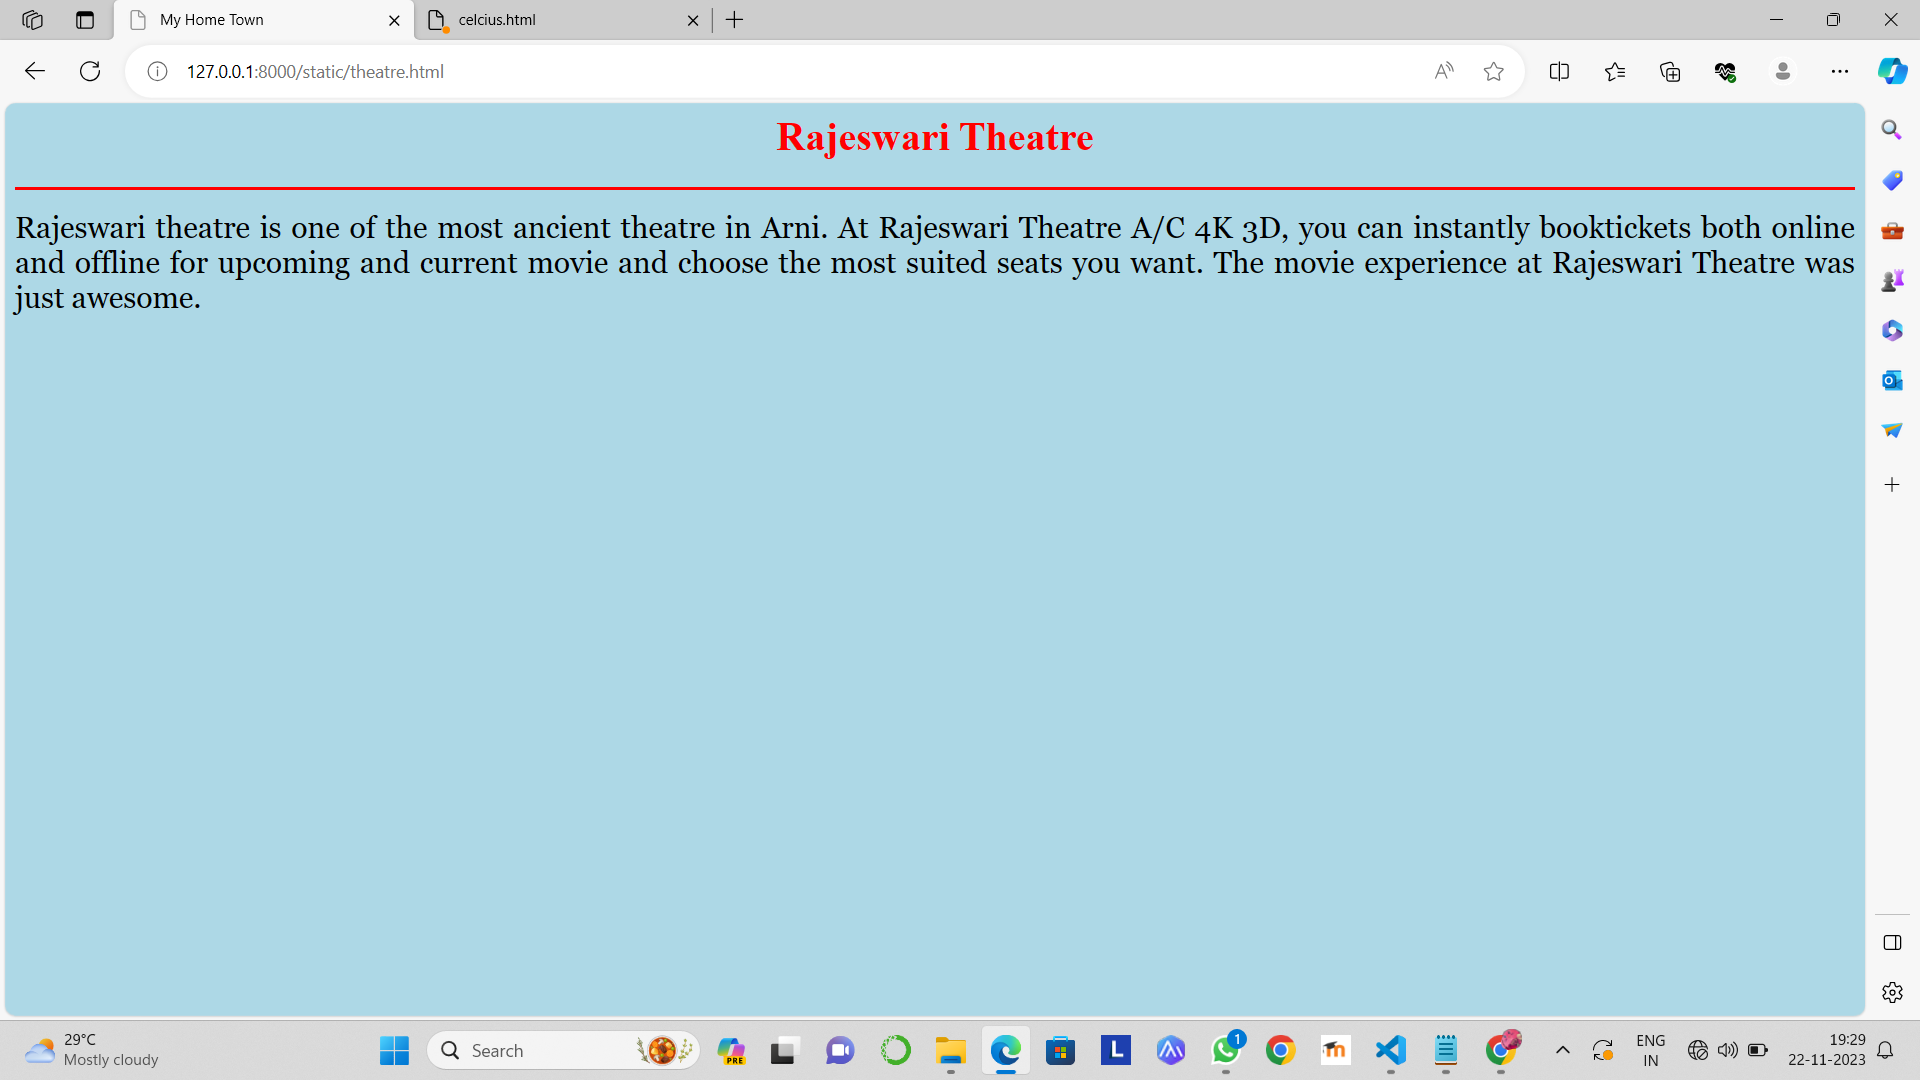 My Home Town
celcius.html
127.0.0.1:8000/static/theatre.html
Rajeswari Theatre
Rajeswari theatre is one of the most ancient theatre in Arni. At Rajeswari Theatre A/C 4K 3D, you can instantly booktickets both online
and offline for upcoming and current movie and choose the most suited seats you want. The movie experience at Rajeswari Theatre was
just awesome.
29°C
Mostly cloudy
Search
PRE
L
1
ENG
IN
19:29
22-11-2023